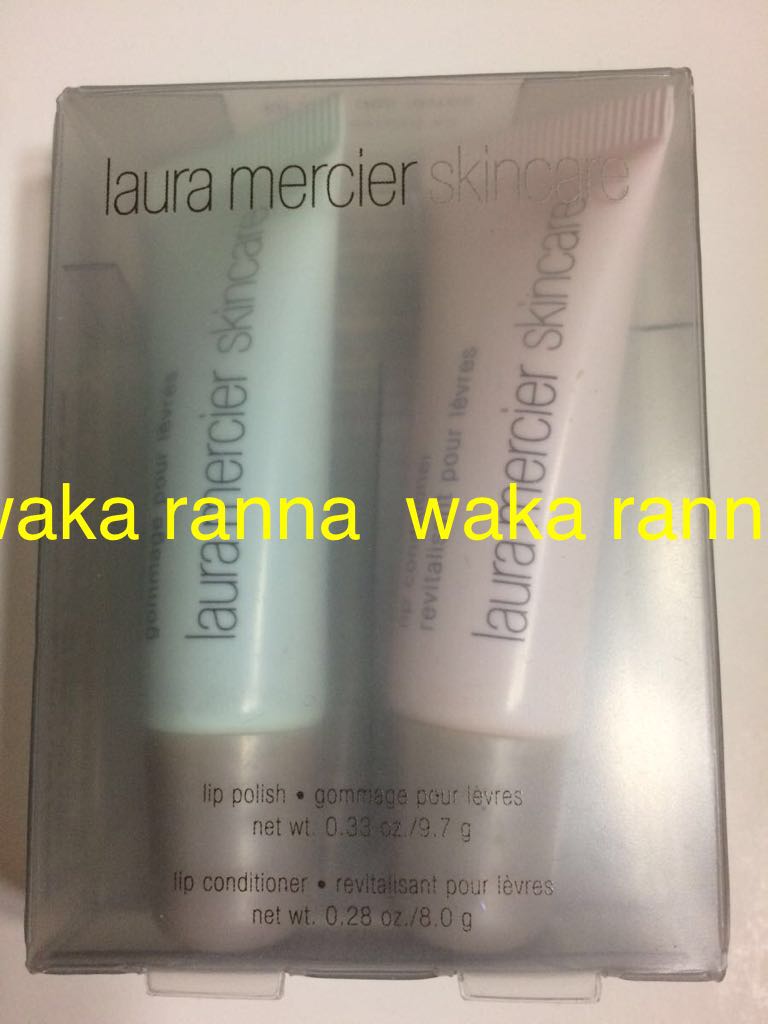 laura mercier skincare
gommage pour lèvres
laura mercier skincare
lip conditioner
revitalisant pour lèvres
laura mercier skincare
waka ranna waka rann
lip polish • gommage pour lèvres
net wt. 0.33 oz./9.7 g
lip conditioner • revitalisant pour lèvres
net wt. 0.28 oz./8.0 g